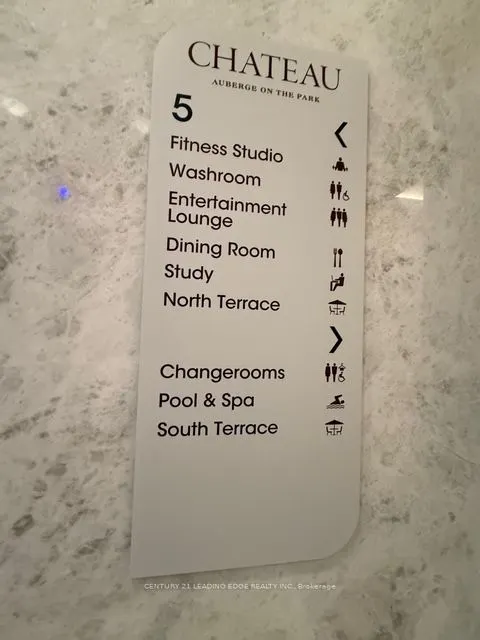 CHATEAU
AUBERGE ON THE PARK
5
<
Fitness Studio
Washroom
Entertainment
Lounge
Dining Room
Study
North Terrace
>
Changerooms
Pool & Spa
South Terrace
CENTURY 21 LEADING EDGE REALTY INC., Brokerage